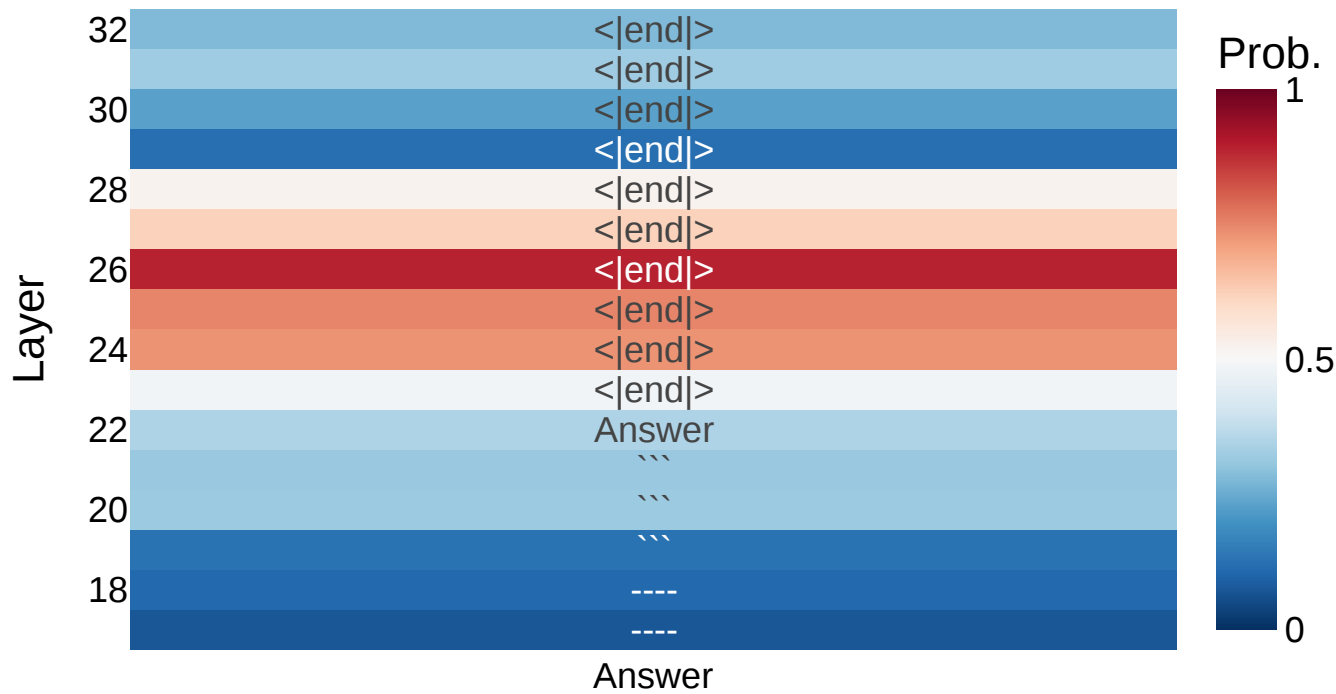 32 <|end|>
<|end|>
30 <|end|>
<|end|>
28 <|end|>
<|end|>
26 <|end|>
<|end|>
24 <|end|>
<|end|>
22 Answer
```
20 ```
```
18 ----
----
Answer
Layer
Prob.
1
0.5
0